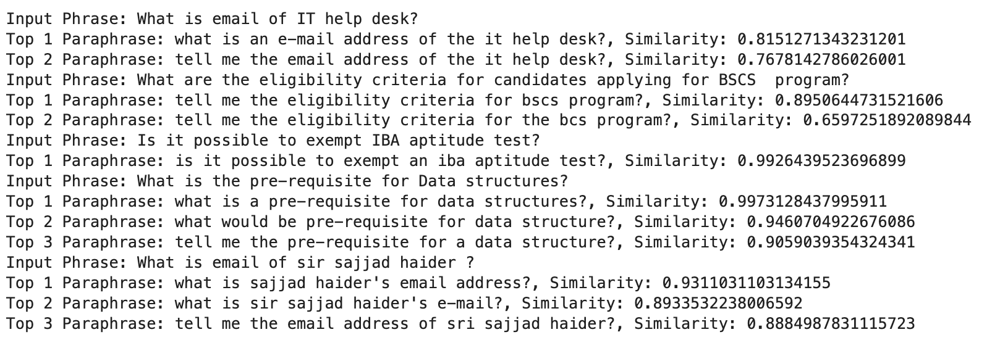 Input Phrase: What is email of IT help desk?
Top 1 Paraphrase: what is an e-mail address of the it help desk?, Similarity: 0.8151271343231201
Top 2 Paraphrase: tell me the email address of the it help desk?, Similarity: 0.7678142786026001
Input Phrase: What are the eligibility criteria for candidates applying for BSCS  program?
Top 1 Paraphrase: tell me the eligibility criteria for bscs program?, Similarity: 0.8950644731521606
Top 2 Paraphrase: tell me the eligibility criteria for the bcs program?, Similarity: 0.6597251892089844
Input Phrase: Is it possible to exempt IBA aptitude test?
Top 1 Paraphrase: is it possible to exempt an iba aptitude test?, Similarity: 0.9926439523696899
Input Phrase: What is the pre-requisite for Data structures?
Top 1 Paraphrase: what is a pre-requisite for data structures?, Similarity: 0.9973128437995911
Top 2 Paraphrase: what would be pre-requisite for data structure?, Similarity: 0.9460704922676086
Top 3 Paraphrase: tell me the pre-requisite for a data structure?, Similarity: 0.9059039354324341
Input Phrase: What is email of sir sajjad haider ?
Top 1 Paraphrase: what is sajjad haider's email address?, Similarity: 0.9311031103134155
Top 2 Paraphrase: what is sir sajjad haider's e-mail?, Similarity: 0.8933532238006592
Top 3 Paraphrase: tell me the email address of sri sajjad haider?, Similarity: 0.8884987831115723